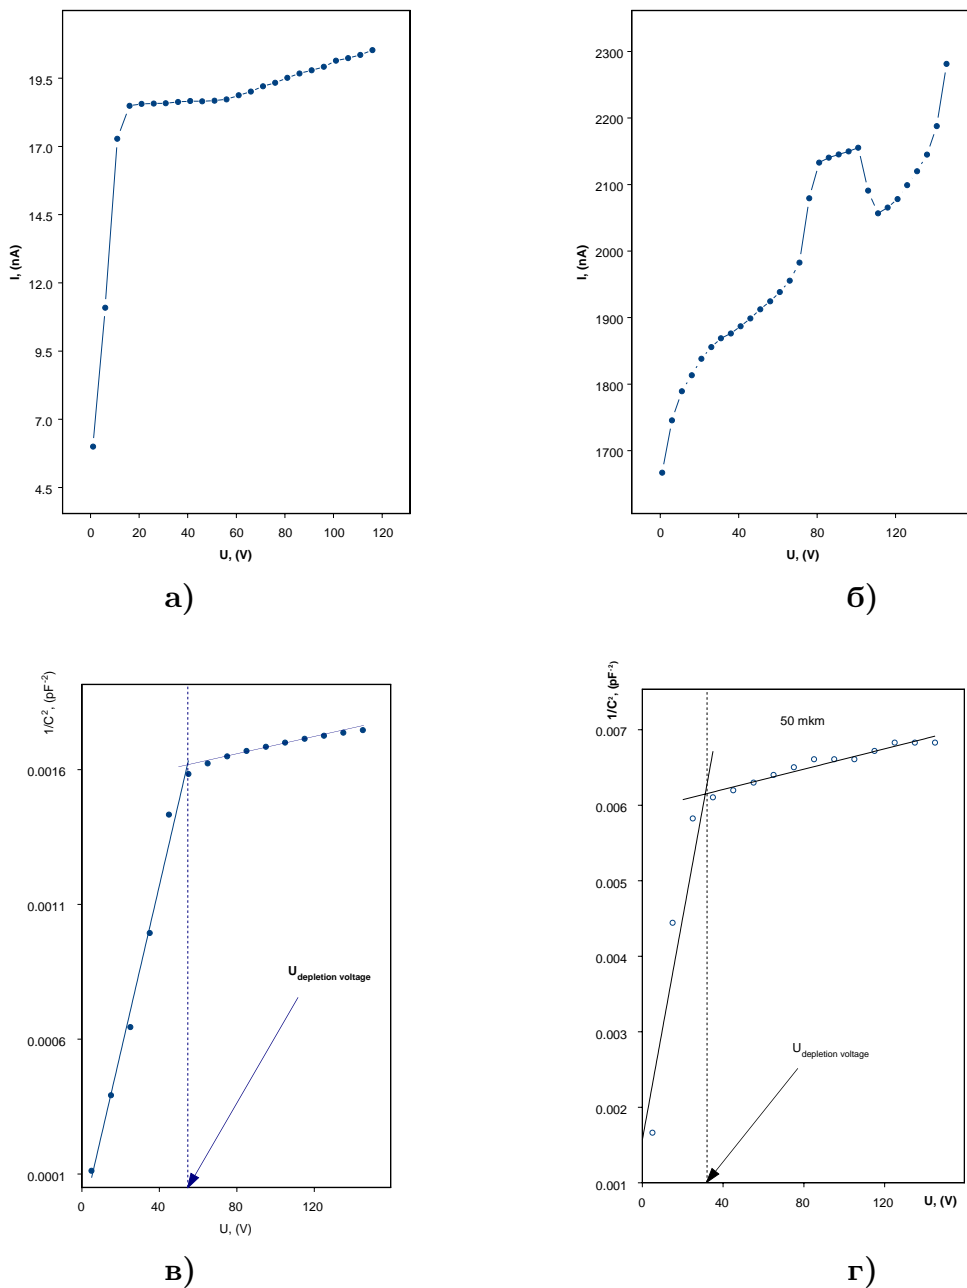 19.5
17.0
14.5
12.0
9.5
7.0
4.5
I, (nA)
0 20 40 60 80 100 120
U, (V)
а)
2300
2200
2100
2000
1900
1800
1700
I, (nA)
0 40 80 120
U, (V)
б)
1/C², (pF⁻²)
0.0016
0.0011
0.0006
0.0001
U depletion voltage
0 40 80 120
U, (V)
в)
1/C², (pF⁻²)
50 mkm
0.007
0.006
0.005
0.004
0.003
0.002
0.001
U depletion voltage
0 40 80 120 U, (V)
г)